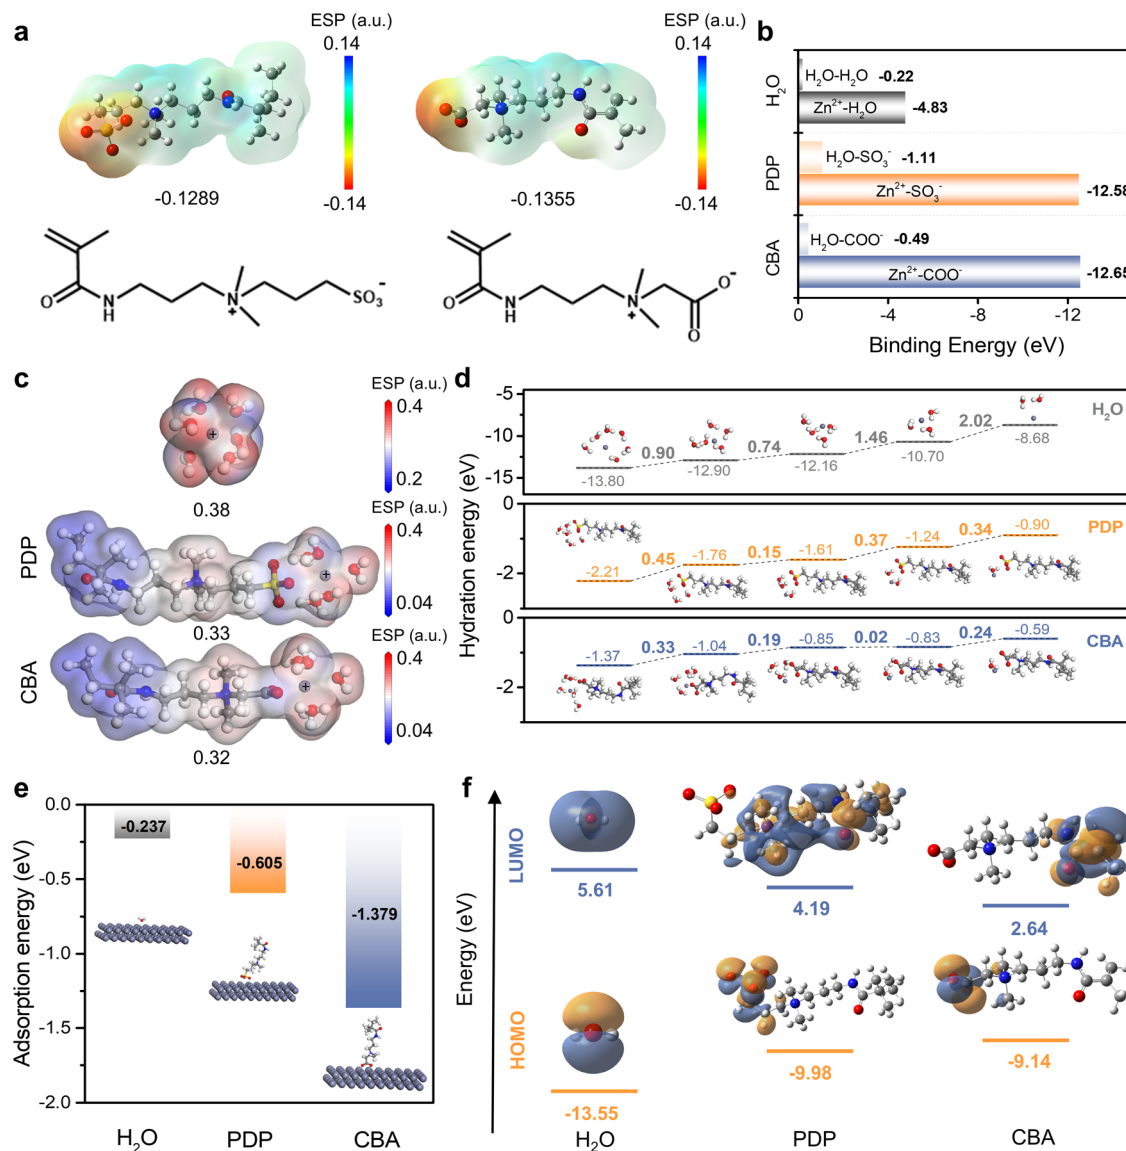 a
ESP (a.u.)
0.14
-0.14
-0.1289
ESP (a.u.)
0.14
-0.14
-0.1355
O
N
H
N
+
SO₃
-
O
N
H
N
+
O
-
O
b
H₂O
H₂O-H₂O -0.22
Zn²⁺-H₂O -4.83
PDP
H₂O-SO₃⁻ -1.11
Zn²⁺-SO₃⁻ -12.58
CBA
H₂O-COO⁻ -0.49
Zn²⁺-COO⁻ -12.65
0 -4 -8 -12
Binding Energy (eV)
c
ESP (a.u.)
0.4
0.2
+
0.38
PDP
ESP (a.u.)
0.4
0.04
+
0.33
CBA
ESP (a.u.)
0.4
0.04
+
0.32
d
Hydration energy (eV)
-5
-10
-15
H₂O
-13.80
0.90
-12.90
0.74
-12.16
1.46
-10.70
2.02
-8.68
0
-2
PDP
-2.21
0.45
-1.76
0.15
-1.61
0.37
-1.24
0.34
-0.90
0
-2
CBA
-1.37
0.33
-1.04
0.19
-0.85
0.02
-0.83
0.24
-0.59
e
Adsorption energy (eV)
0.0
-0.5
-1.0
-1.5
-2.0
-0.237
-0.605
-1.379
H₂O PDP CBA
f
Energy (eV)
LUMO
5.61
4.19
2.64
HOMO
-13.55
-9.98
-9.14
H₂O PDP CBA